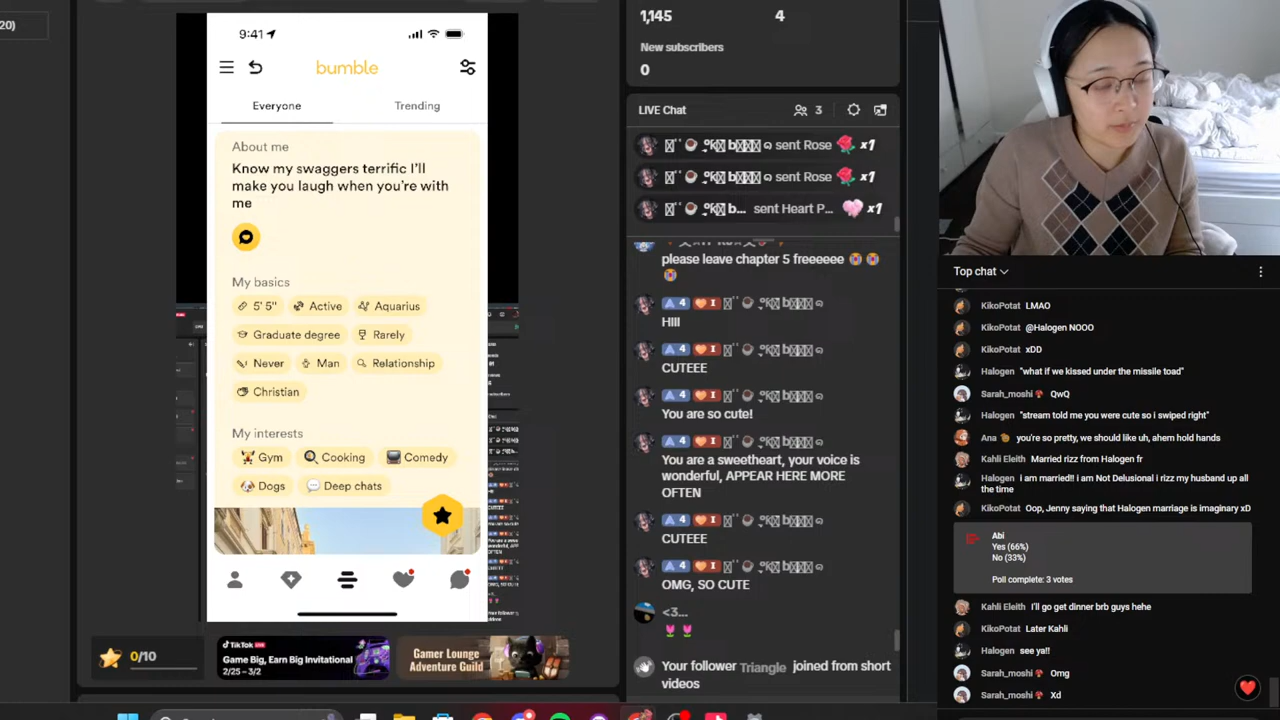 20)
9:41
bumble
Everyone
Trending
About me
Know my swaggers terrific I'll
make you laugh when you're with
me
My basics
5' 5"
Active
Aquarius
Graduate degree
Rarely
Never
Man
Relationship
Christian
My interests
Gym
Cooking
Comedy
Dogs
Deep chats
0/10
TikTok LIVE
Game Big, Earn Big Invitational
2/25 – 3/2
Gamer Lounge
Adventure Guild
1,145
4
New subscribers
0
LIVE Chat
3
sent Rose x1
sent Rose x1
sent Heart P... x1
please leave chapter 5 freeeeee 😭😭
😭
A 4 I
HIII
A 4 I
CUTEEE
A 4 I
You are so cute!
A 4 I
You are a sweetheart, your voice is
wonderful, APPEAR HERE MORE
OFTEN
A 4 I
CUTEEE
A 4 I
OMG, SO CUTE
<3...
🌷🌷
Your follower Triangle joined from short
videos
Top chat
KikoPotat LMAO
KikoPotat @Halogen NOOO
KikoPotat xDD
Halogen "what if we kissed under the missile toad"
Sarah_moshi QwQ
Halogen "stream told me you were cute so i swiped right"
Ana you're so pretty, we should like uh, ahem hold hands
Kahli Eleith Married rizz from Halogen fr
Halogen i am married!! i am Not Delusional i rizz my husband up all
the time
KikoPotat Oop, Jenny saying that Halogen marriage is imaginary xD
Abi
Yes (66%)
No (33%)
Poll complete: 3 votes
Kahli Eleith I'll go get dinner brb guys hehe
KikoPotat Later Kahli
Halogen see ya!!
Sarah_moshi Omg
Sarah_moshi Xd